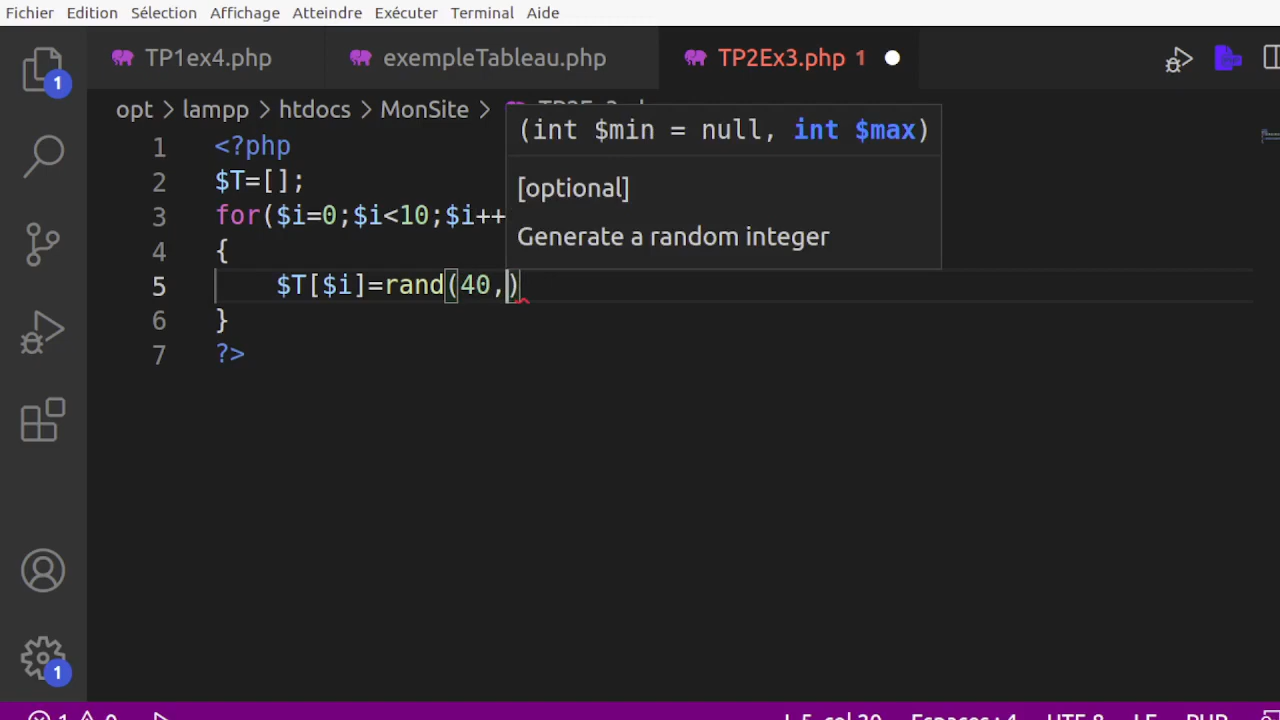 Fichier Edition Sélection Affichage Atteindre Exécuter Terminal Aide
TP1ex4.php exempleTableau.php TP2Ex3.php 1
opt > lampp > htdocs > MonSite >
(int $min = null, int $max)
[optional]
Generate a random integer
1 <?php
2 $T=[];
3 for($i=0;$i<10;$i++
4 {
5 $T[$i]=rand(40,)
6 }
7 ?>
1
1